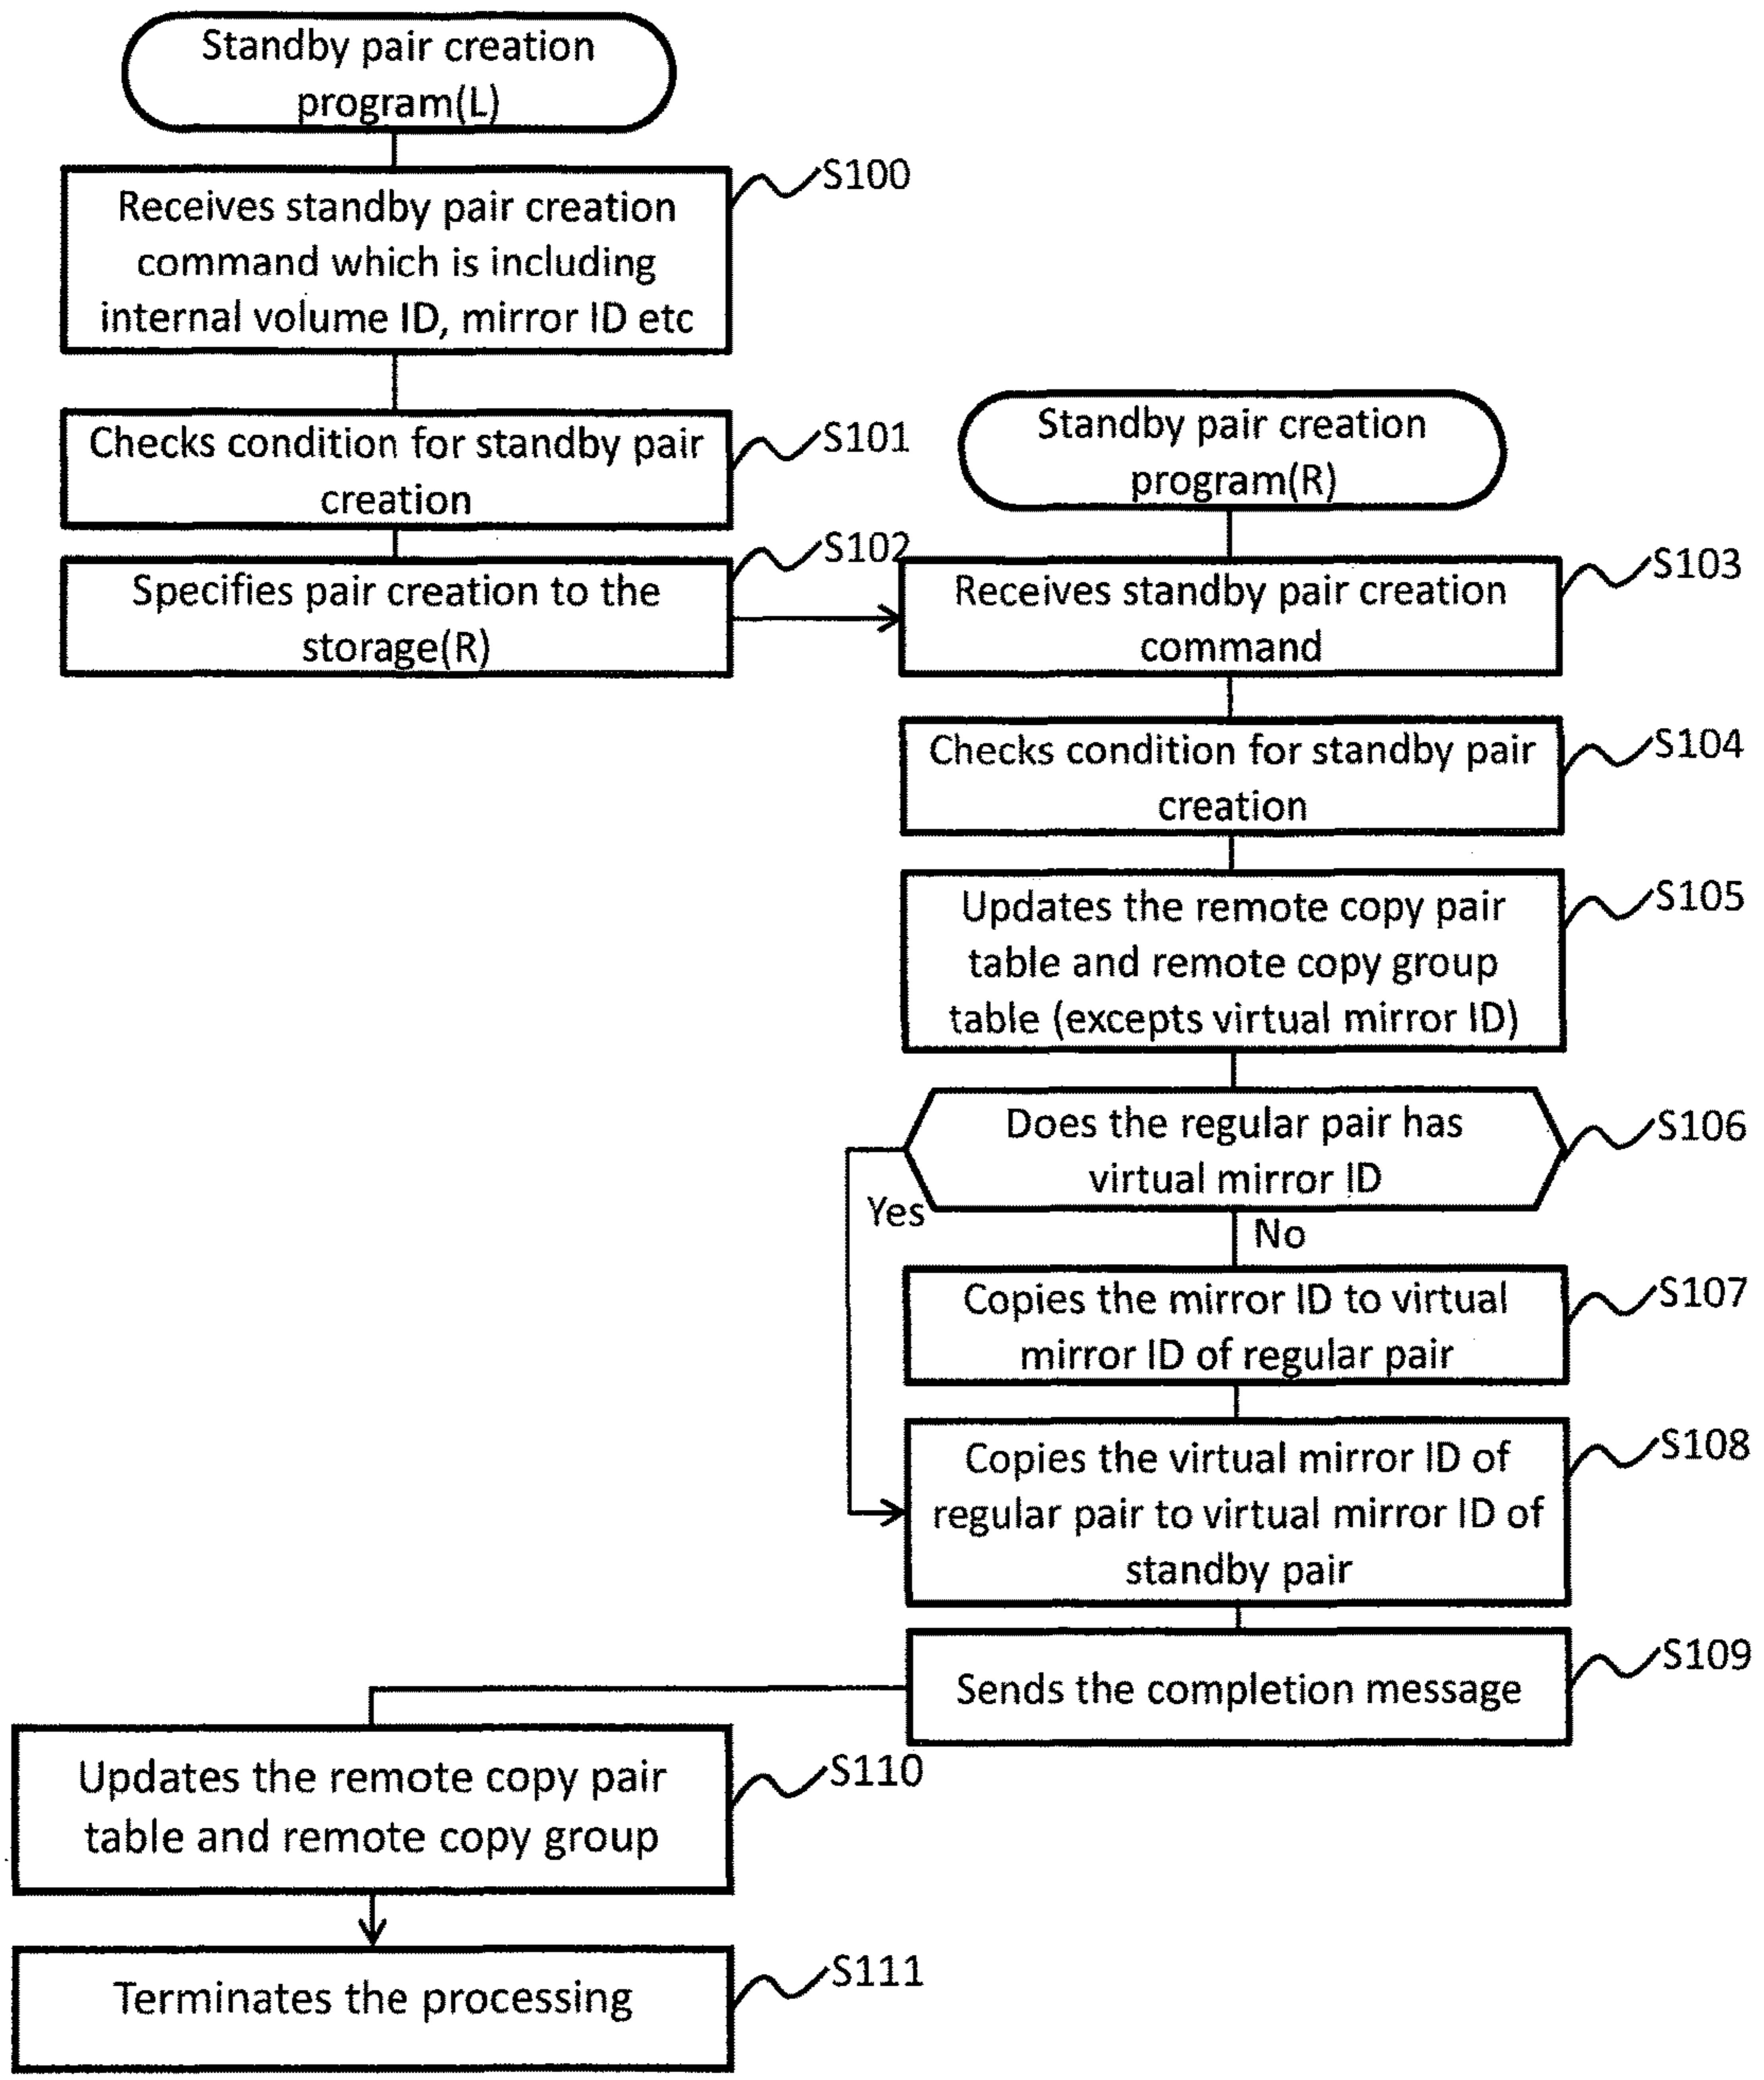 Standby pair creation
program(L)
S100
Receives standby pair creation
command which is including
internal volume ID, mirror ID etc
S101
Checks condition for standby pair
creation
Standby pair creation
program(R)
S102
Specifies pair creation to the
storage(R)
S103
Receives standby pair creation
command
S104
Checks condition for standby pair
creation
S105
Updates the remote copy pair
table and remote copy group
table (excepts virtual mirror ID)
S106
Does the regular pair has
virtual mirror ID
Yes
No
S107
Copies the mirror ID to virtual
mirror ID of regular pair
S108
Copies the virtual mirror ID of
regular pair to virtual mirror ID of
standby pair
S109
Sends the completion message
S110
Updates the remote copy pair
table and remote copy group
S111
Terminates the processing